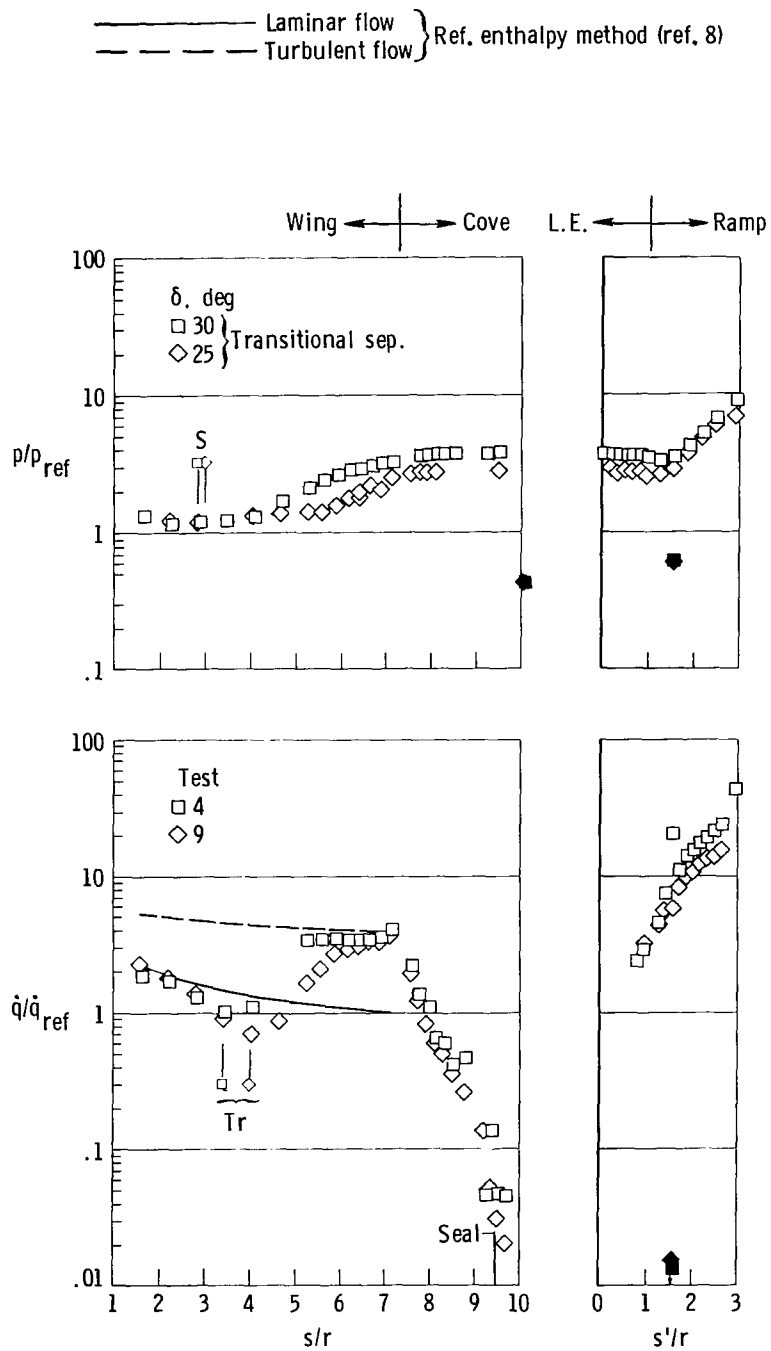 Laminar flow
Turbulent flow
Ref. enthalpy method (ref. 8)
Wing Cove L.E. Ramp
100
10
1
.1
p/p_ref
δ, deg
30
25
Transitional sep.
S
100
10
1
.1
.01
q̇/q̇_ref
Test
4
9
Tr
Seal
1 2 3 4 5 6 7 8 9 10
s/r
0 1 2 3
s'/r